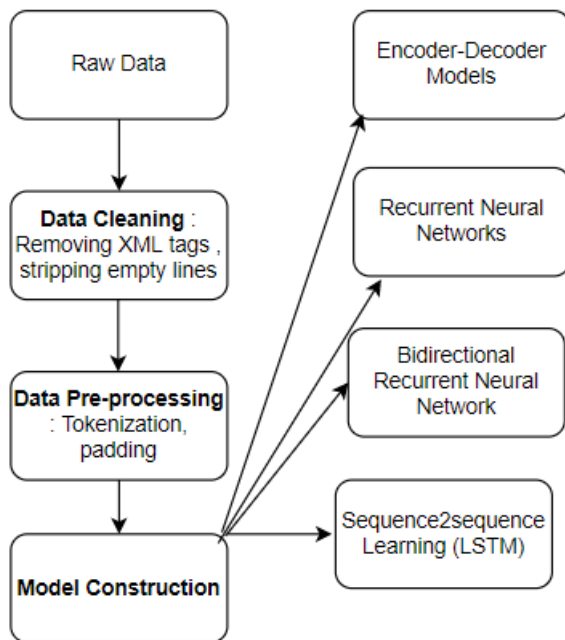 Raw Data
Data Cleaning :
Removing XML tags ,
stripping empty lines
Data Pre-processing
: Tokenization,
padding
Model Construction
Encoder-Decoder
Models
Recurrent Neural
Networks
Bidirectional
Recurrent Neural
Network
Sequence2sequence
Learning (LSTM)